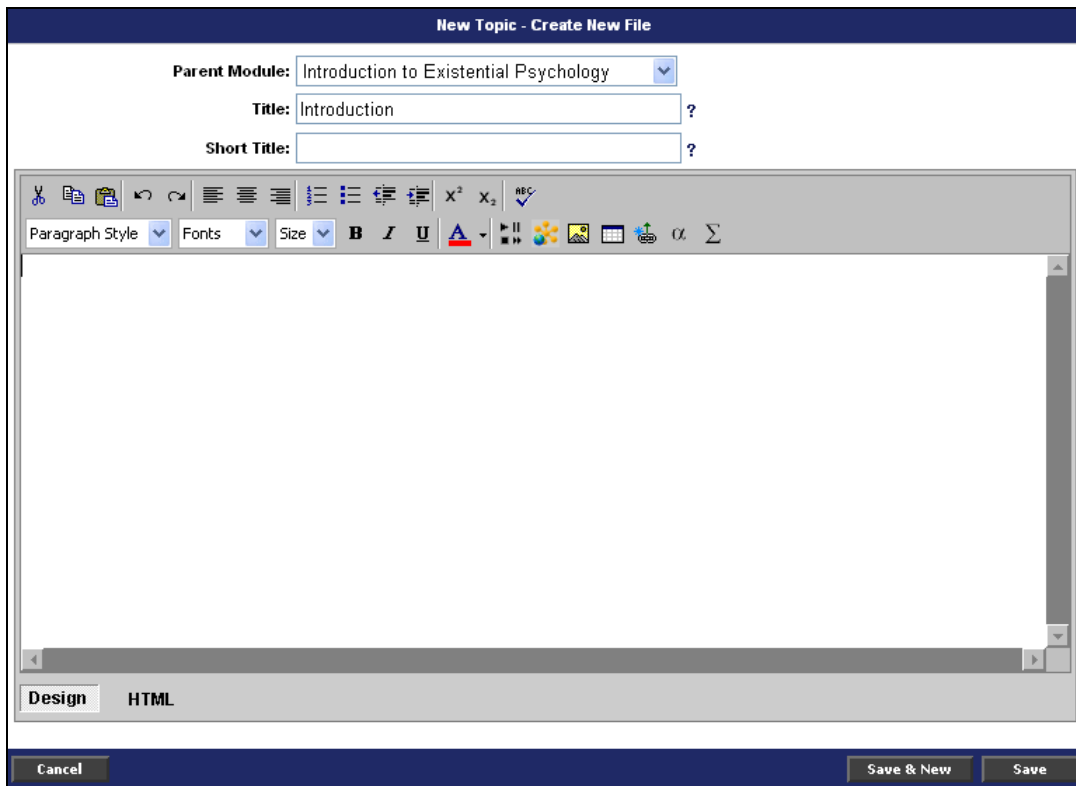 New Topic - Create New File
Parent Module: Introduction to Existential Psychology
Title: Introduction ?
Short Title: ?
X² X₂ ABC
Paragraph Style Fonts Size B I U A α Σ
Design HTML
Cancel Save & New Save